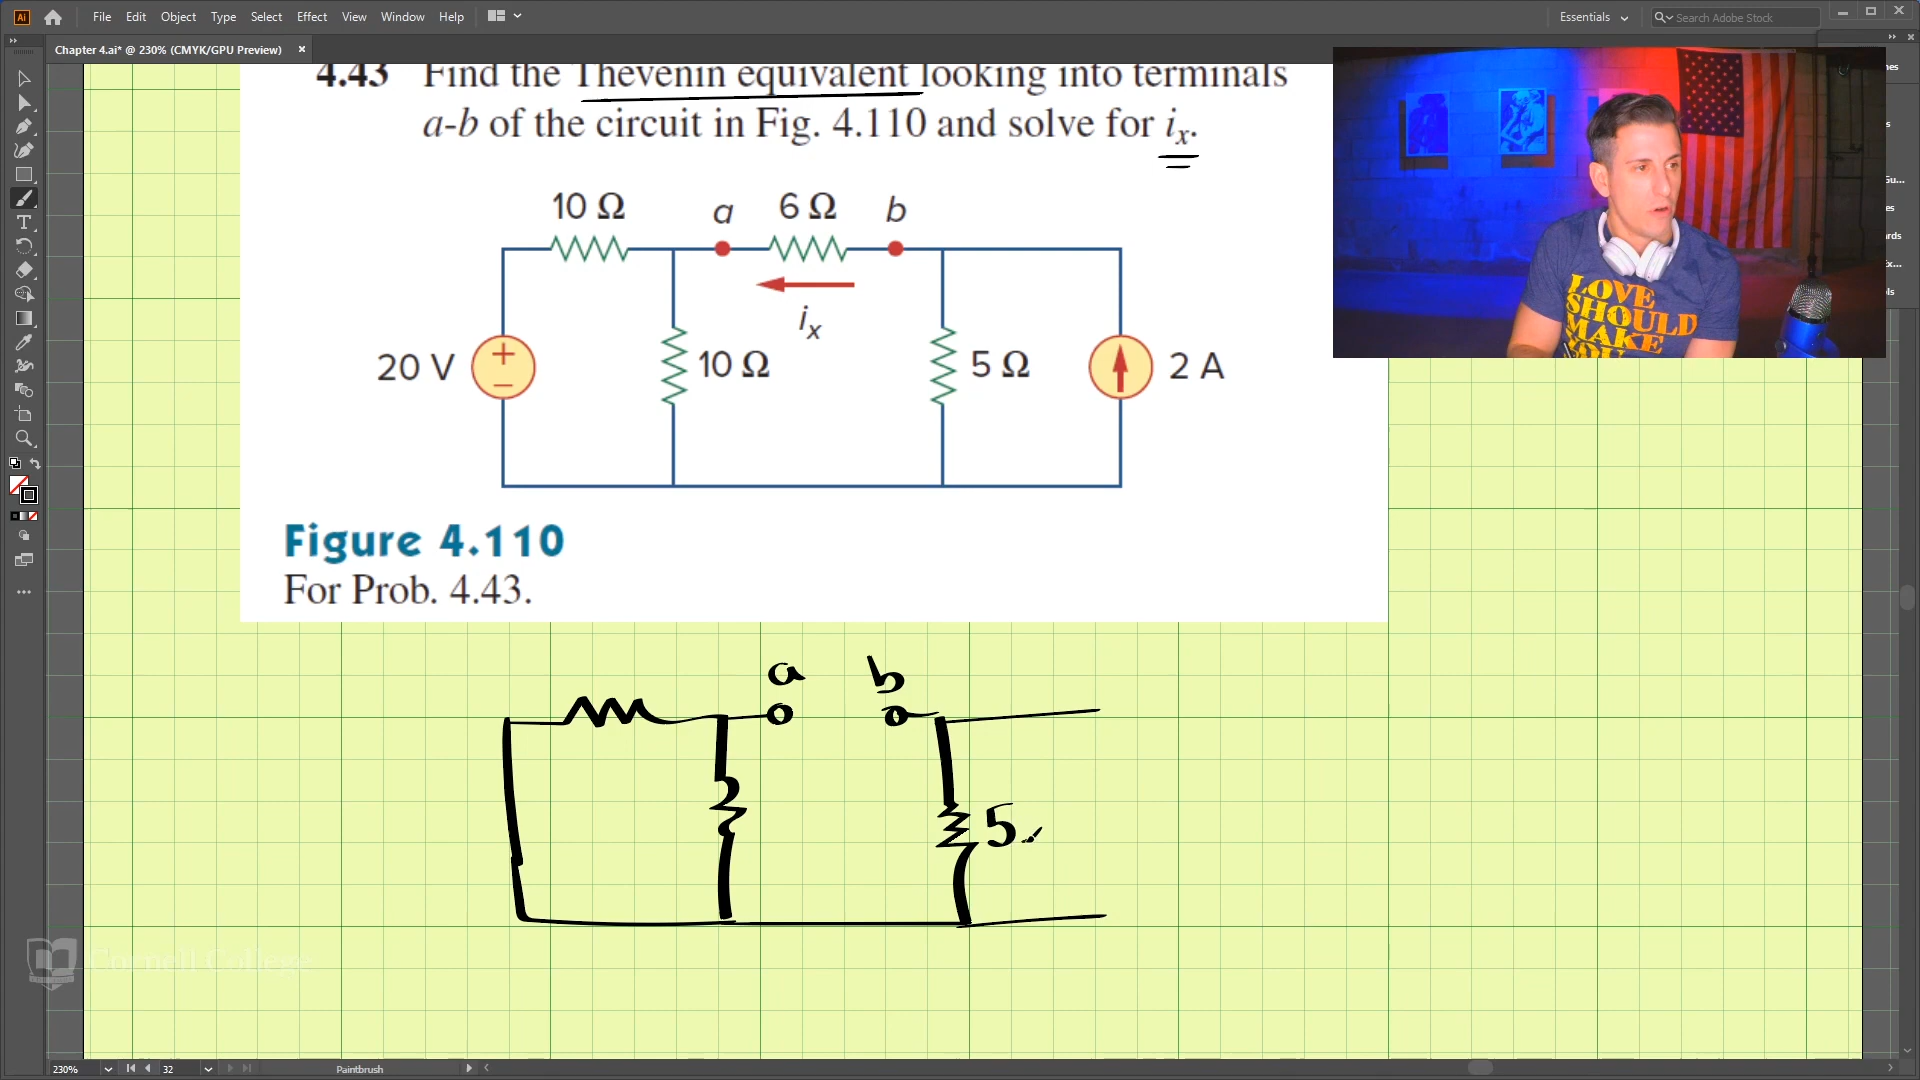 File Edit Object Type Select Effect View Window Help
Essentials
Search Adobe Stock
Chapter 4.ai* @ 230% (CMYK/GPU Preview)
4.43 Find the Thevenin equivalent looking into terminals
a-b of the circuit in Fig. 4.110 and solve for iₓ.
10 Ω a 6 Ω b
iₓ
20 V + − 10 Ω 5 Ω 2 A
Figure 4.110
For Prob. 4.43.
LOVE
SHOULD
MAKE
YOU
a b
5
Cornell College
230% 32 Paintbrush